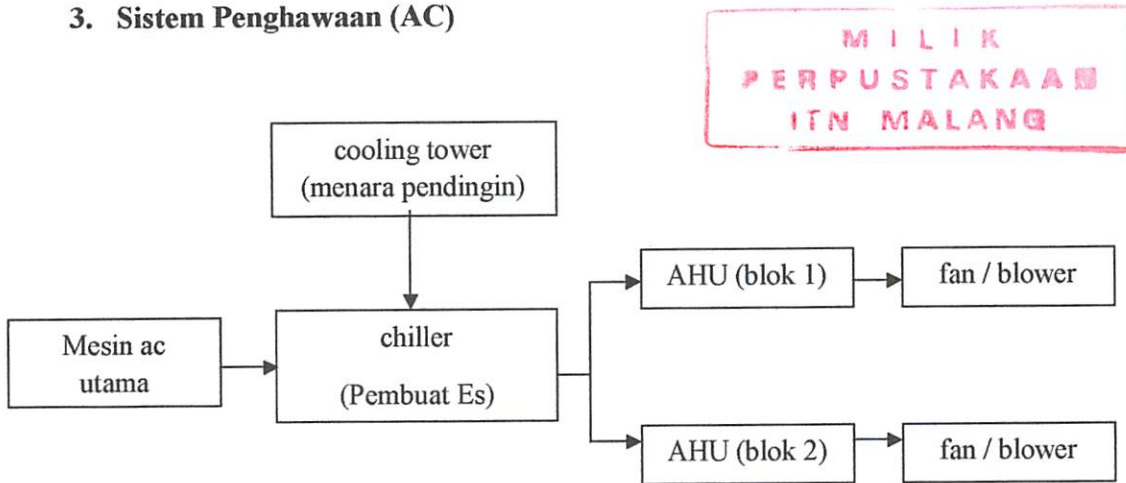 3. Sistem Penghawaan (AC)
MILIK
PERPUSTAKAAN
ITN MALANG
cooling tower
(menara pendingin)
AHU (blok 1)
fan / blower
Mesin ac
utama
chiller
(Pembuat Es)
AHU (blok 2)
fan / blower